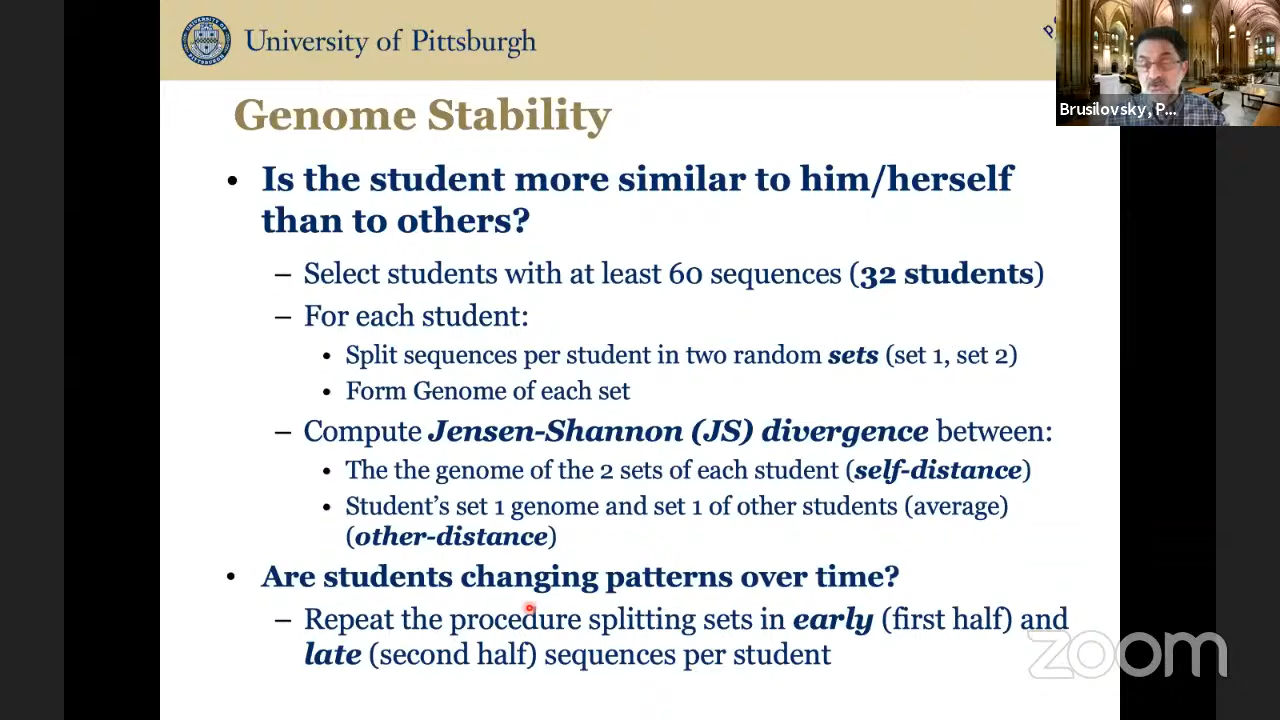 University of Pittsburgh
Brusilovsky, P...
Genome Stability
• Is the student more similar to him/herself
than to others?
– Select students with at least 60 sequences (32 students)
– For each student:
• Split sequences per student in two random sets (set 1, set 2)
• Form Genome of each set
– Compute Jensen-Shannon (JS) divergence between:
• The the genome of the 2 sets of each student (self-distance)
• Student's set 1 genome and set 1 of other students (average)
(other-distance)
• Are students changing patterns over time?
– Repeat the procedure splitting sets in early (first half) and
late (second half) sequences per student
zoom